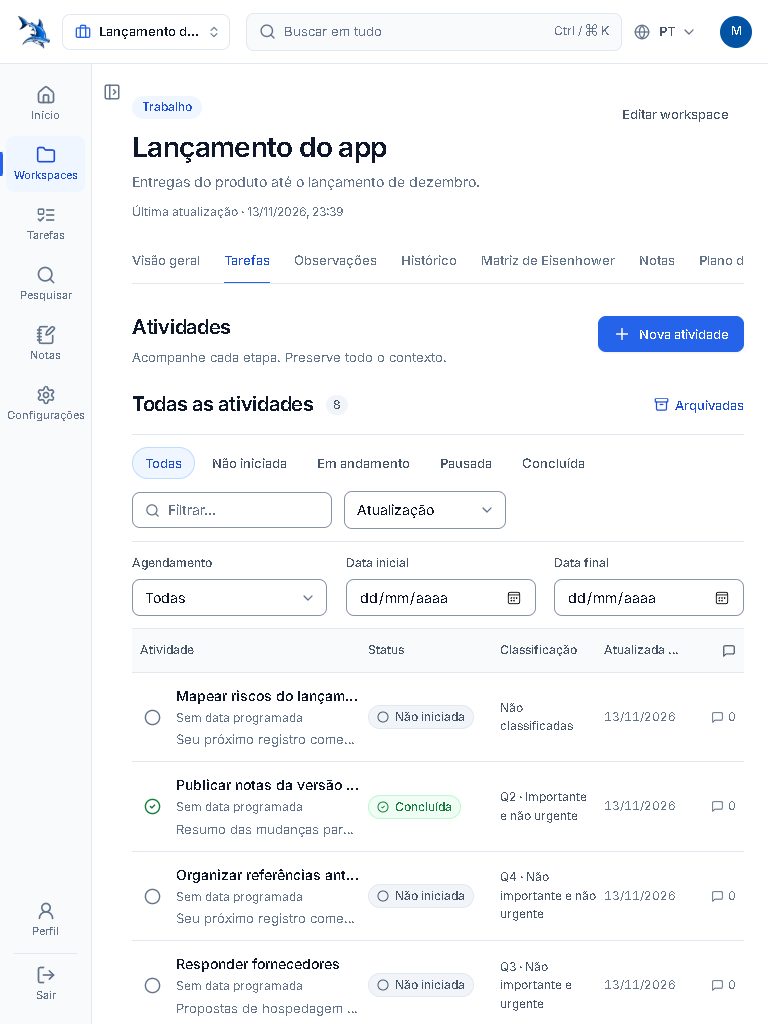 Lançamento d...
Buscar em tudo
Ctrl / ⌘ K
PT
M
Início
Workspaces
Tarefas
Pesquisar
Notas
Configurações
Perfil
Sair
Trabalho
Editar workspace
Lançamento do app
Entregas do produto até o lançamento de dezembro.
Última atualização · 13/11/2026, 23:39
Visão geral
Tarefas
Observações
Histórico
Matriz de Eisenhower
Notas
Plano d
Atividades
Nova atividade
Acompanhe cada etapa. Preserve todo o contexto.
Todas as atividades 8
Arquivadas
Todas
Não iniciada
Em andamento
Pausada
Concluída
Filtrar...
Atualização
Agendamento
Data inicial
Data final
Todas
dd/mm/aaaa
dd/mm/aaaa
Atividade
Status
Classificação
Atualizada ...
Mapear riscos do lançam...
Sem data programada
Seu próximo registro come...
Não iniciada
Não
classificadas
13/11/2026
0
Publicar notas da versão ...
Sem data programada
Resumo das mudanças par...
Concluída
Q2 · Importante
e não urgente
13/11/2026
0
Organizar referências ant...
Sem data programada
Seu próximo registro come...
Não iniciada
Q4 · Não
importante e não
urgente
13/11/2026
0
Responder fornecedores
Sem data programada
Propostas de hospedagem ...
Não iniciada
Q3 · Não
importante e
urgente
13/11/2026
0